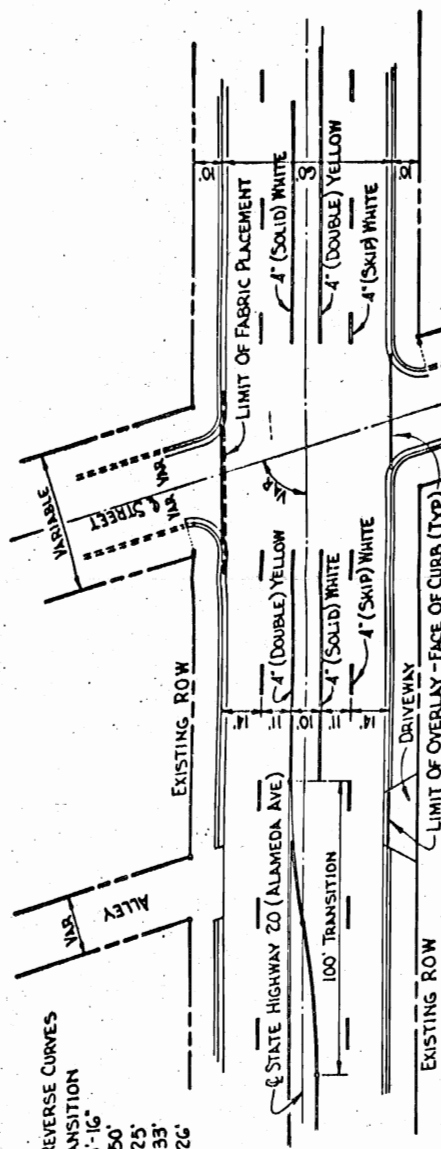 REVERSE CURVES
ANSITION
'-16"
50'
25'
33'
26'
VAR
ALLEY
EXISTING ROW
VARIABLE
℄ STREET
VAR
VAR
LIMIT OF FABRIC PLACEMENT
VAR
℄ STATE HIGHWAY 20 (ALAMEDA AVE)
100' TRANSITION
14'
11'
10'
11'
14'
4" (DOUBLE) YELLOW
4" (SOLID) WHITE
4" (SKIP) WHITE
4" (SOLID) WHITE
4" (DOUBLE) YELLOW
4" (SKIP) WHITE
10'
10'
DRIVEWAY
LIMIT OF OVERLAY - FACE OF CURB (TYP)
EXISTING ROW